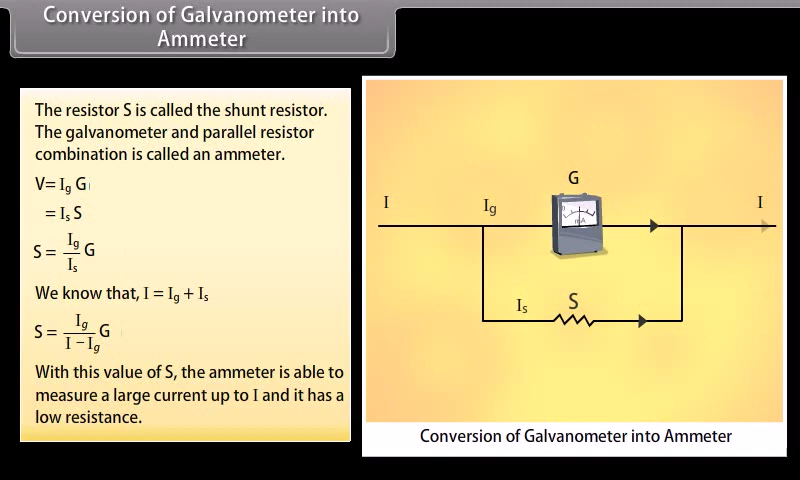 Conversion of Galvanometer into
Ammeter
The resistor S is called the shunt resistor.
The galvanometer and parallel resistor
combination is called an ammeter.
V= Ig G
= Is S
S = Ig/Is G
We know that, I = Ig + Is
S = Ig/I − Ig G
With this value of S, the ammeter is able to
measure a large current up to I and it has a
low resistance.
G
I Ig I
0
mA
Is S
Conversion of Galvanometer into Ammeter